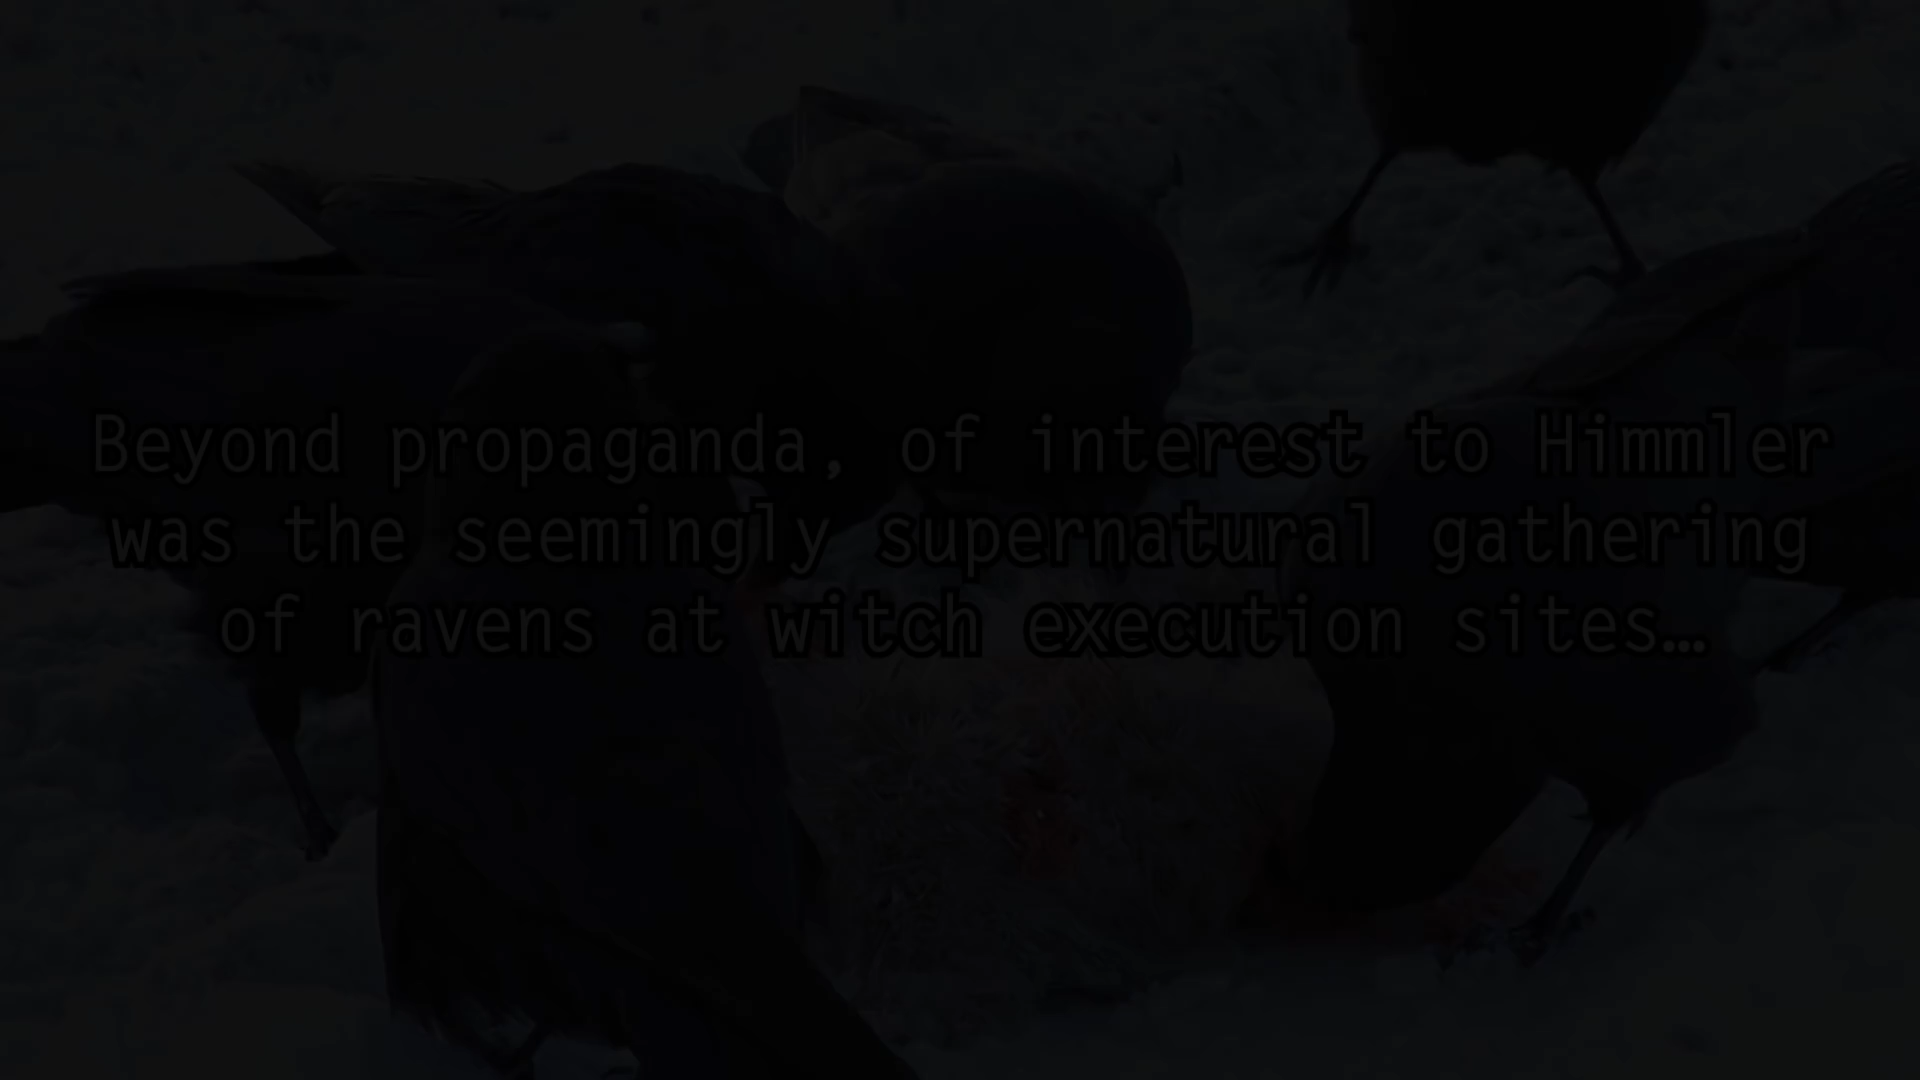 Beyond propaganda, of interest to Himmler
was the seemingly supernatural gathering
of ravens at witch execution sites…